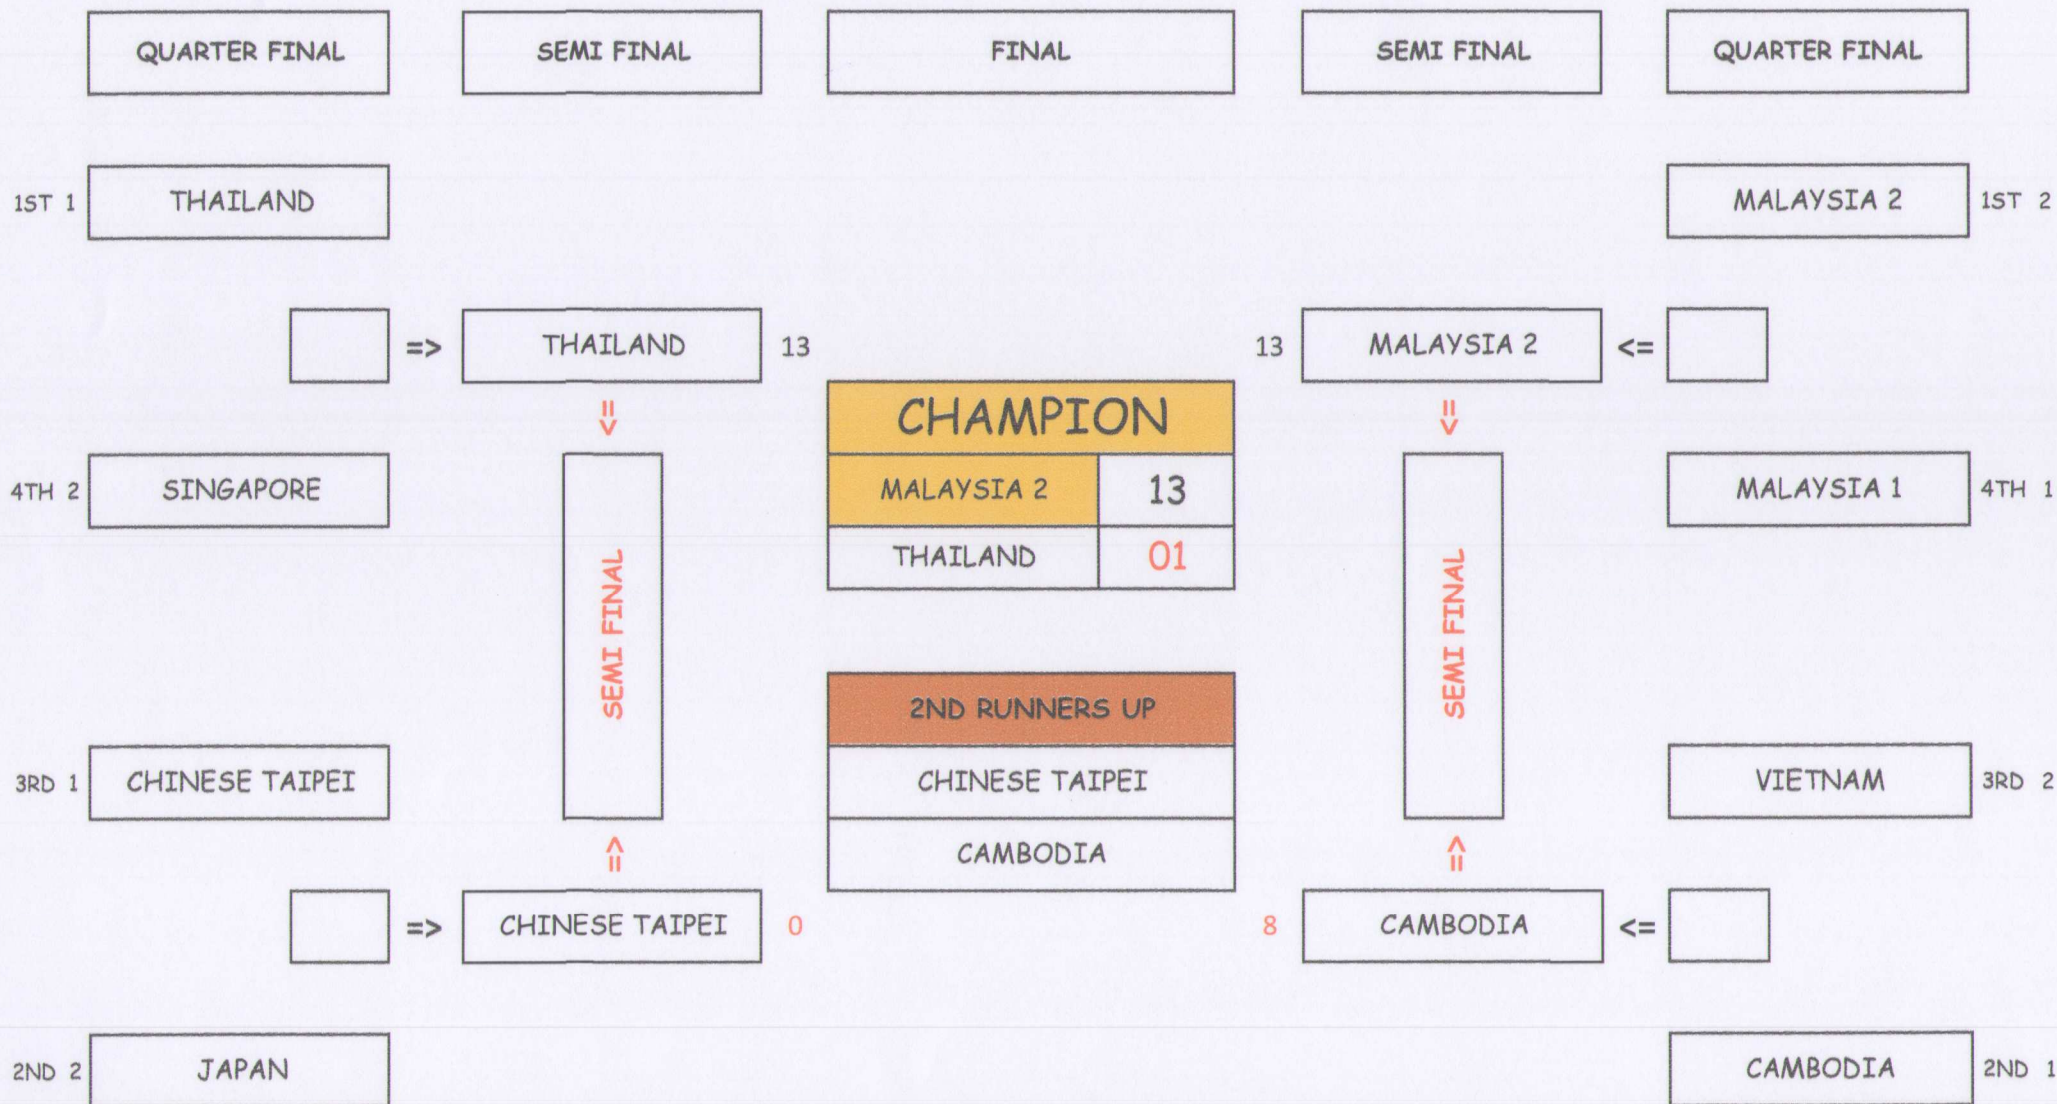 QUARTER FINAL SEMI FINAL FINAL SEMI FINAL QUARTER FINAL
1ST 1 THAILAND MALAYSIA 2 1ST 2
=> THAILAND 13 13 MALAYSIA 2 <=
<= <=
CHAMPION
4TH 2 SINGAPORE MALAYSIA 2 13 MALAYSIA 1 4TH 1
THAILAND 01
SEMI FINAL SEMI FINAL
2ND RUNNERS UP
3RD 1 CHINESE TAIPEI CHINESE TAIPEI VIETNAM 3RD 2
CAMBODIA
=> =>
=> CHINESE TAIPEI 0 8 CAMBODIA <=
2ND 2 JAPAN CAMBODIA 2ND 1